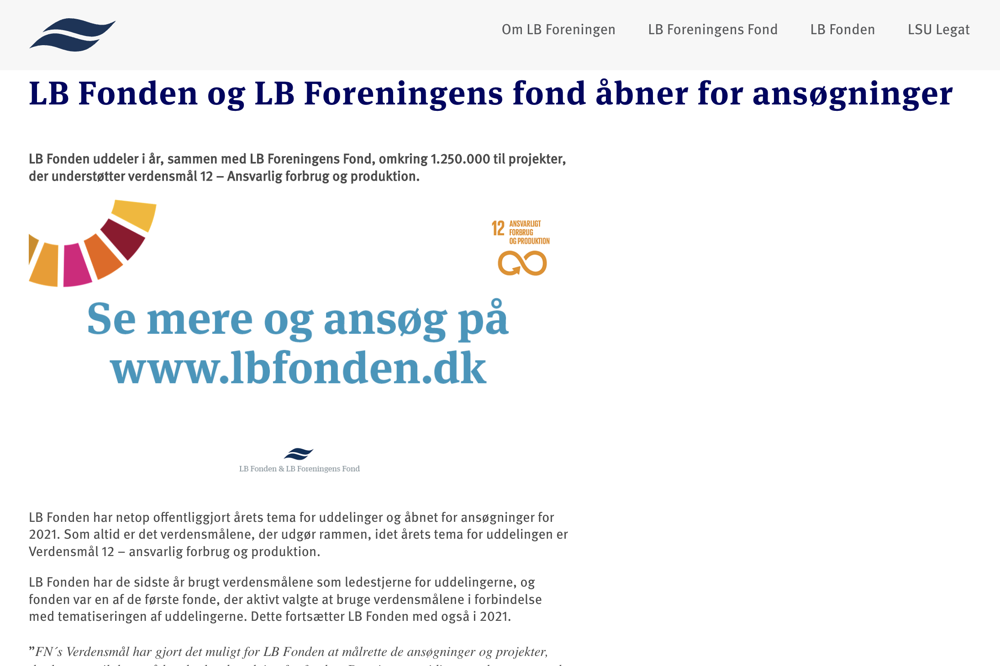 Om LB Foreningen LB Foreningens Fond LB Fonden LSU Legat
LB Fonden og LB Foreningens fond åbner for ansøgninger
LB Fonden uddeler i år, sammen med LB Foreningens Fond, omkring 1.250.000 til projekter,
der understøtter verdensmål 12 – Ansvarlig forbrug og produktion.
12 ANSVARLIGT
FORBRUG
OG PRODUKTION
Se mere og ansøg på
www.lbfonden.dk
LB Fonden & LB Foreningens Fond
LB Fonden har netop offentliggjort årets tema for uddelinger og åbnet for ansøgninger for
2021. Som altid er det verdensmålene, der udgør rammen, idet årets tema for uddelingen er
Verdensmål 12 – ansvarlig forbrug og produktion.
LB Fonden har de sidste år brugt verdensmålene som ledestjerne for uddelingerne, og
fonden var en af de første fonde, der aktivt valgte at bruge verdensmålene i forbindelse
med tematiseringen af uddelingerne. Dette fortsætter LB Fonden med også i 2021.
”FN´s Verdensmål har gjort det muligt for LB Fonden at målrette de ansøgninger og projekter,